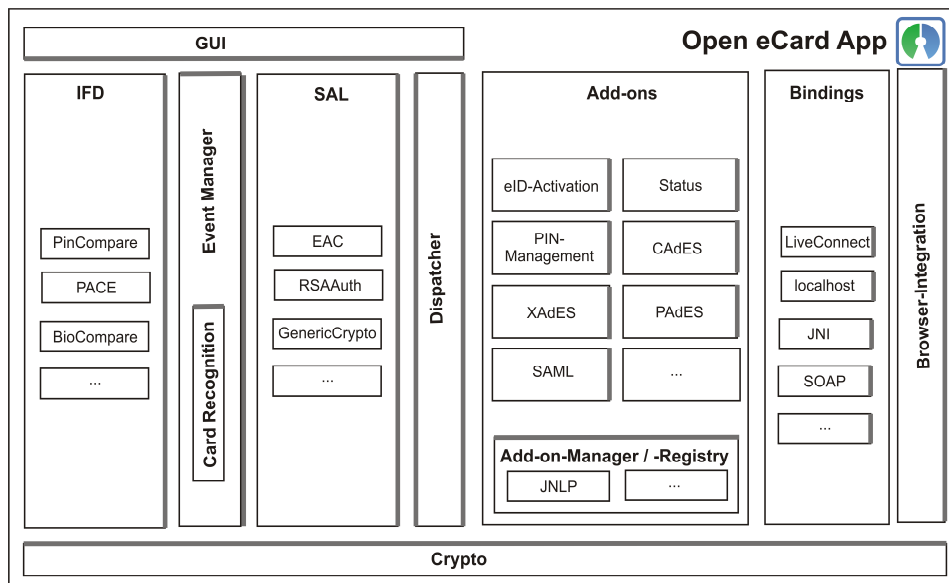 GUI
Open eCard App
IFD
PinCompare
PACE
BioCompare
...
Event Manager
Card Recognition
SAL
EAC
RSAAuth
GenericCrypto
...
Dispatcher
Add-ons
eID-Activation
Status
PIN-
Management
CAdES
XAdES
PAdES
SAML
...
Add-on-Manager / -Registry
JNLP
...
Bindings
LiveConnect
localhost
JNI
SOAP
...
Browser-Integration
Crypto